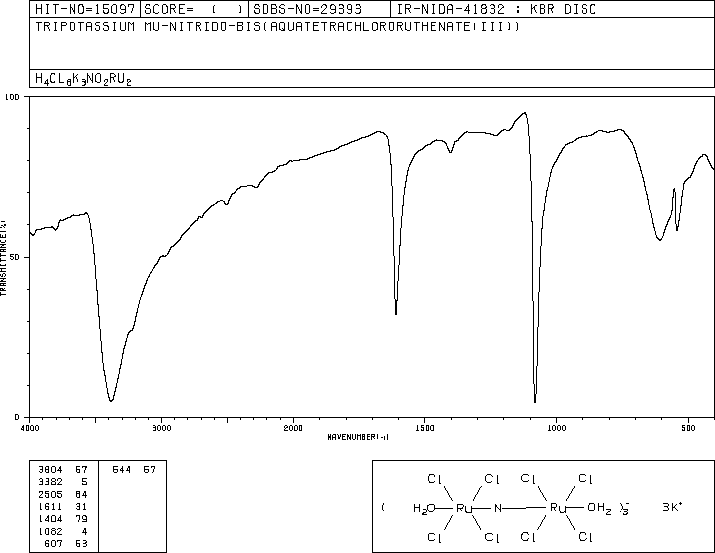 HIT-NO=15097 SCORE= ( ) SDBS-NO=29393 IR-NIDA-41832 : KBR DISC
TRIPOTASSIUM MU-NITRIDO-BIS(AQUATETRACHLORORUTHENATE(III))
H4CL8K3NO2RU2
100
50
0
TRANSMITTANCE(%)
4000 3000 2000 1500 1000 500
WAVENUMBER(-1)
3804 57 544 57
3382 5
2505 64
1611 31
1404 79
1082 4
607 53
Cl Cl Cl Cl
( H2O Ru N Ru OH2 )3- 3K+
Cl Cl Cl Cl